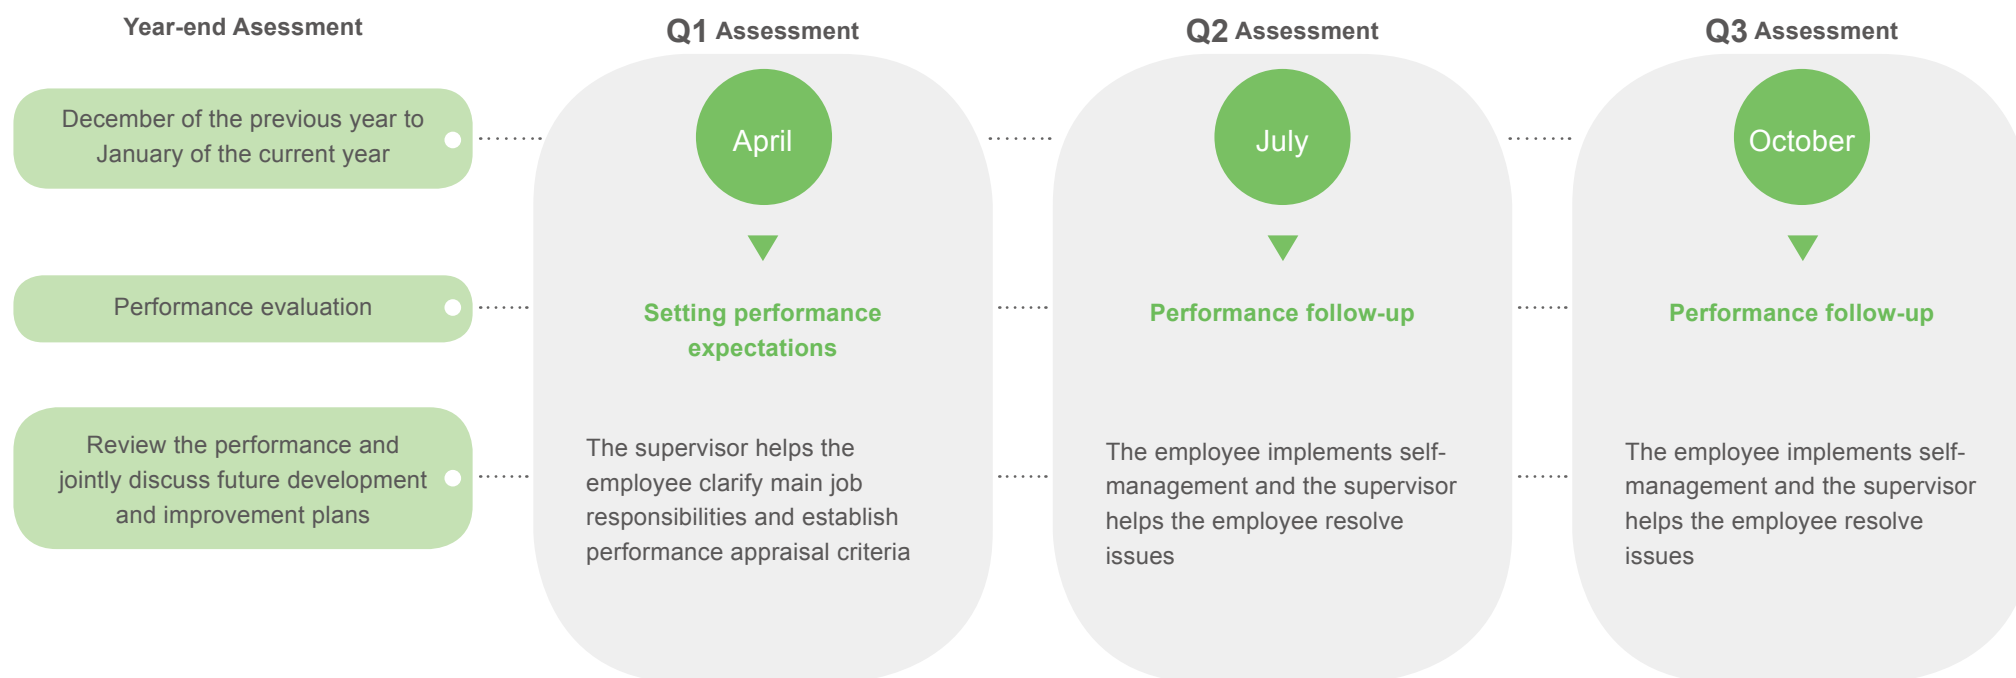 Year-end Asessment
December of the previous year to
January of the current year
Performance evaluation
Review the performance and
jointly discuss future development
and improvement plans
Q1 Assessment
April
Setting performance
expectations
The supervisor helps the
employee clarify main job
responsibilities and establish
performance appraisal criteria
Q2 Assessment
July
Performance follow-up
The employee implements self-
management and the supervisor
helps the employee resolve
issues
Q3 Assessment
October
Performance follow-up
The employee implements self-
management and the supervisor
helps the employee resolve
issues